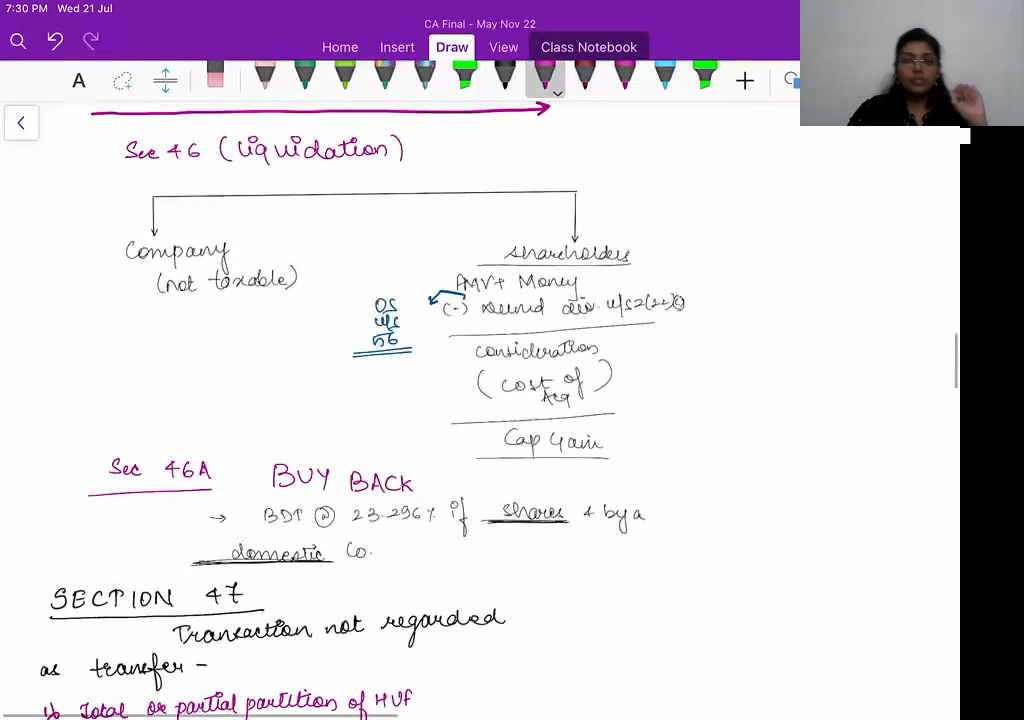 7:30 PM Wed 21 Jul
CA Final - May Nov 22
Home Insert Draw View Class Notebook
A
Sec 46 (liquidation)
Company
(not taxable)
Shareholders
FMV + Money
(-) Deemed div. u/s 2(22)
OS
u/s
56
consideration
(cost of
Acq)
Cap Gain
Sec 46A BUY BACK
→ BDT @ 23.296% if shares & by a
domestic Co.
SECTION 47
Transaction not regarded
as transfer -
1) Total or partial partition of HUF